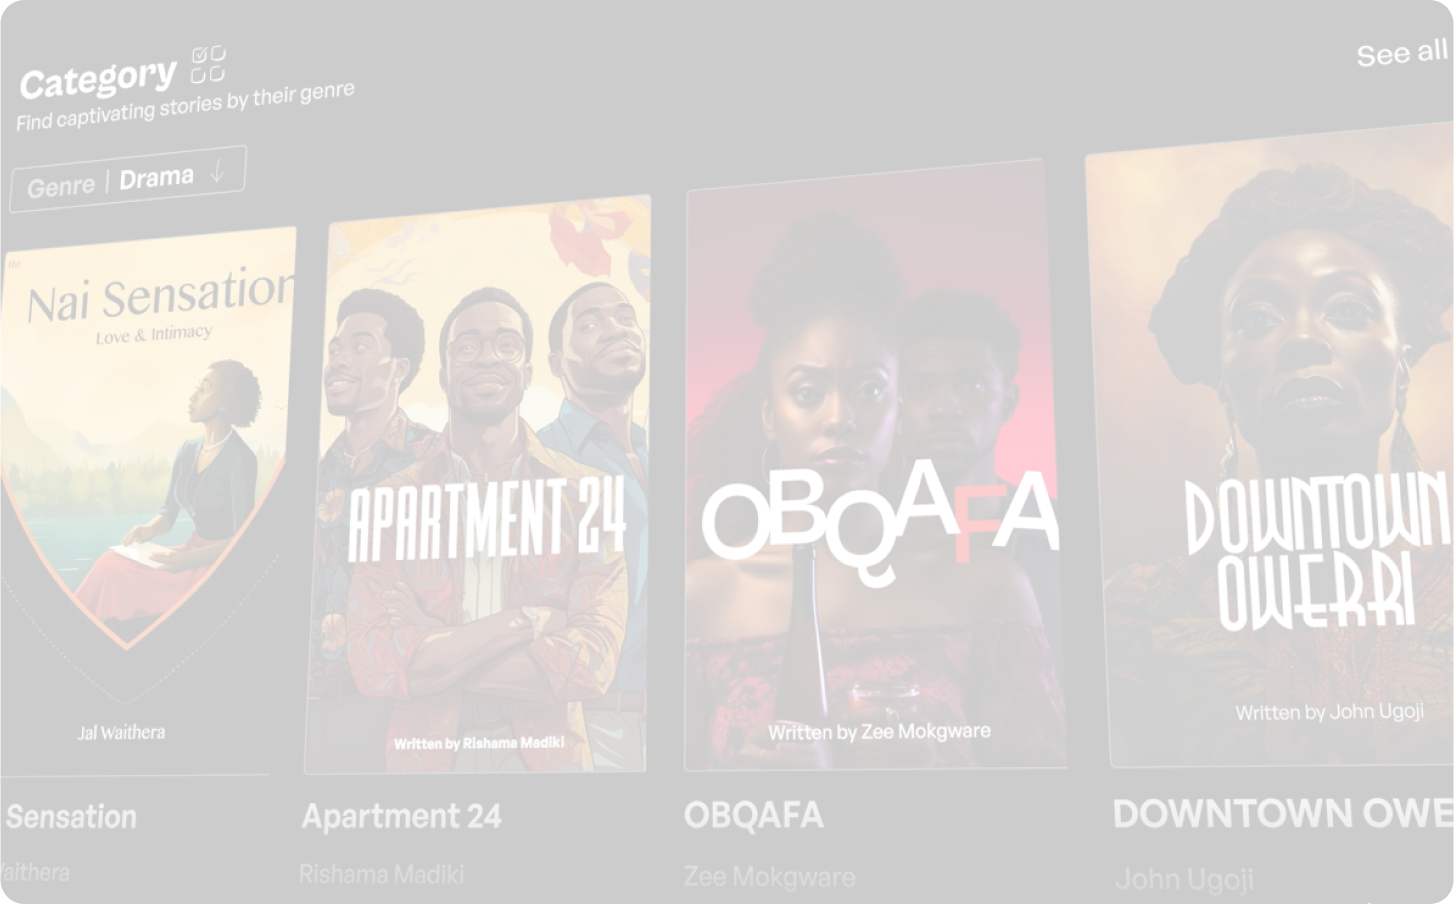 Category
See all
Find captivating stories by their genre
Genre | Drama
The
Nai Sensation
Love & Intimacy
Jal Waithera
APARTMENT 24
Written by Rishama Madiki
OBQAFA
Written by Zee Mokgware
DOWNTOWN
OWERRI
Written by John Ugoji
Sensation
Apartment 24
OBQAFA
DOWNTOWN OWE
aithera
Rishama Madiki
Zee Mokgware
John Ugoji